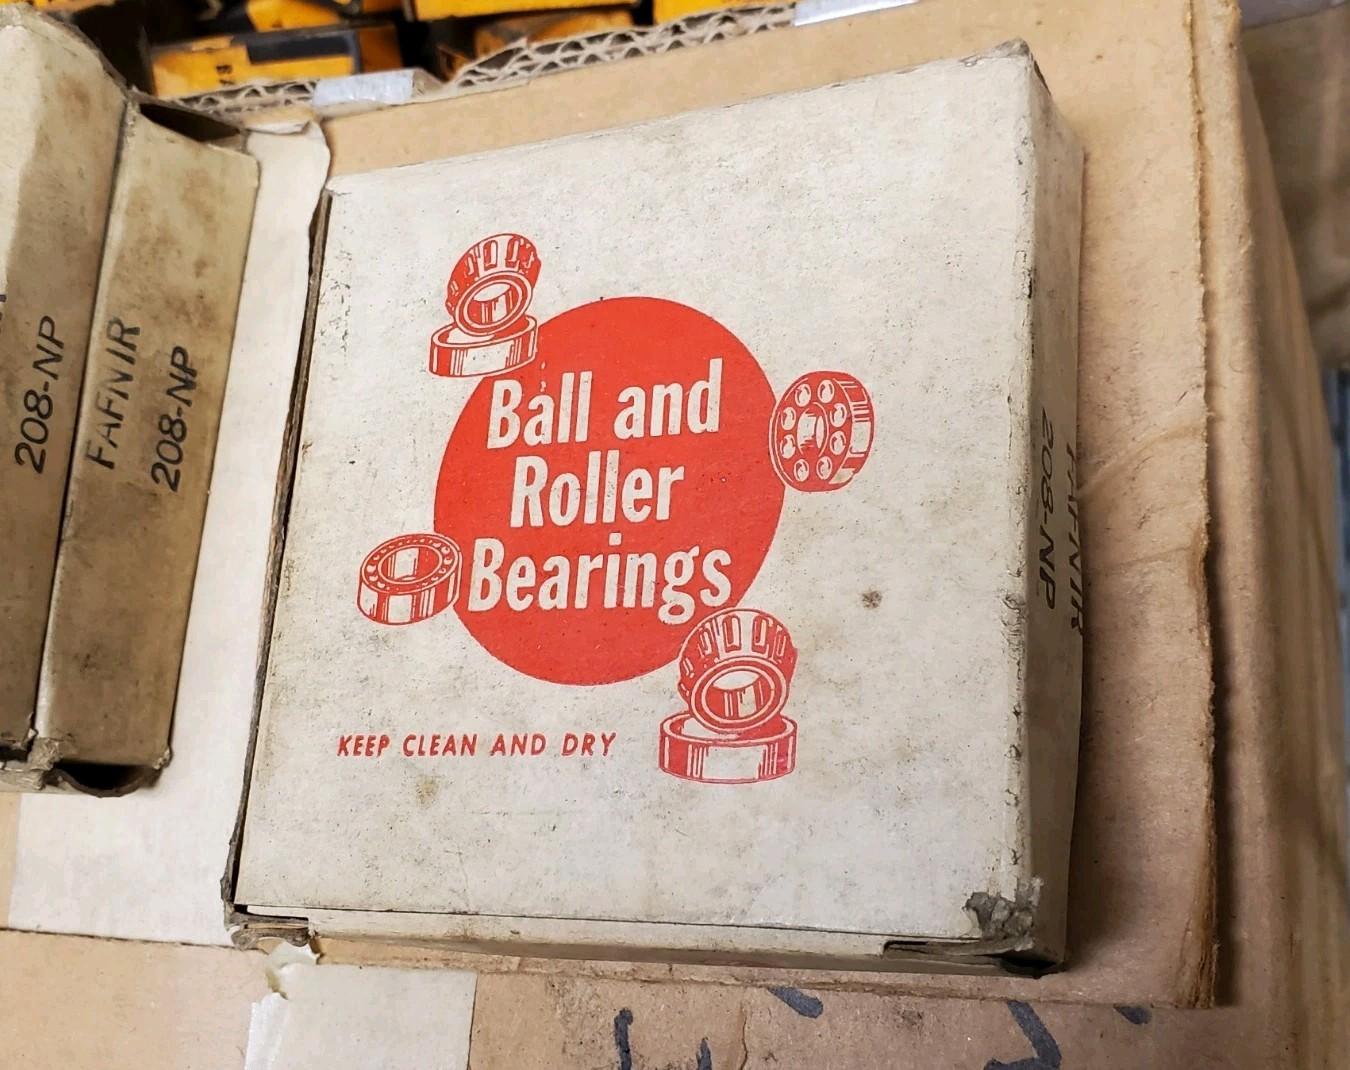 208-NP
FAFNIR
208-NP
Ball and
Roller
Bearings
KEEP CLEAN AND DRY
FAFNIR
208-NP